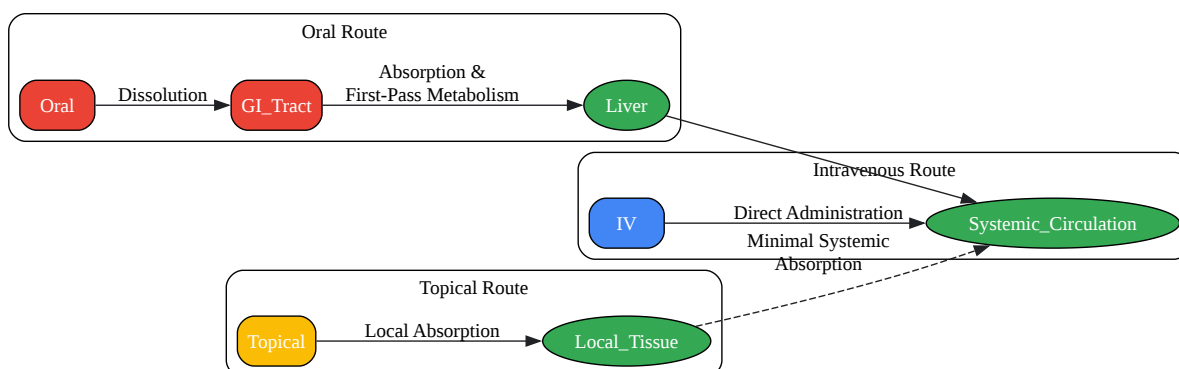 Oral Route
Oral
Dissolution
GI_Tract
Absorption &
First-Pass Metabolism
Liver
Intravenous Route
IV
Direct Administration
Systemic_Circulation
Minimal Systemic
Absorption
Topical Route
Topical
Local Absorption
Local_Tissue